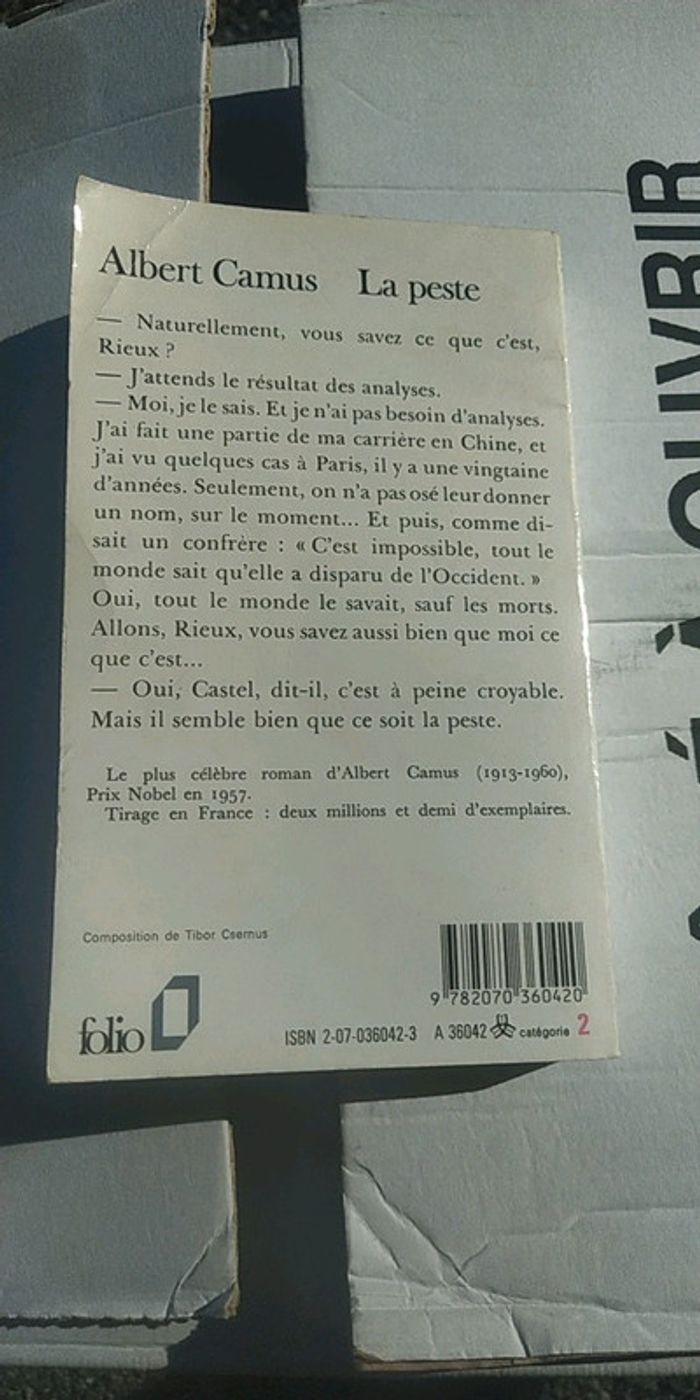 Albert Camus La peste
— Naturellement, vous savez ce que c'est,
Rieux ?
— J'attends le résultat des analyses.
— Moi, je le sais. Et je n'ai pas besoin d'analyses.
J'ai fait une partie de ma carrière en Chine, et
j'ai vu quelques cas à Paris, il y a une vingtaine
d'années. Seulement, on n'a pas osé leur donner
un nom, sur le moment... Et puis, comme di-
sait un confrère : « C'est impossible, tout le
monde sait qu'elle a disparu de l'Occident. »
Oui, tout le monde le savait, sauf les morts.
Allons, Rieux, vous savez aussi bien que moi ce
que c'est...
— Oui, Castel, dit-il, c'est à peine croyable.
Mais il semble bien que ce soit la peste.
Le plus célèbre roman d'Albert Camus (1913-1960),
Prix Nobel en 1957.
Tirage en France : deux millions et demi d'exemplaires.
Composition de Tibor Csernus
9 782070 360420
folio
ISBN 2-07-036042-3 A 36042 catégorie 2
À OUVRIR